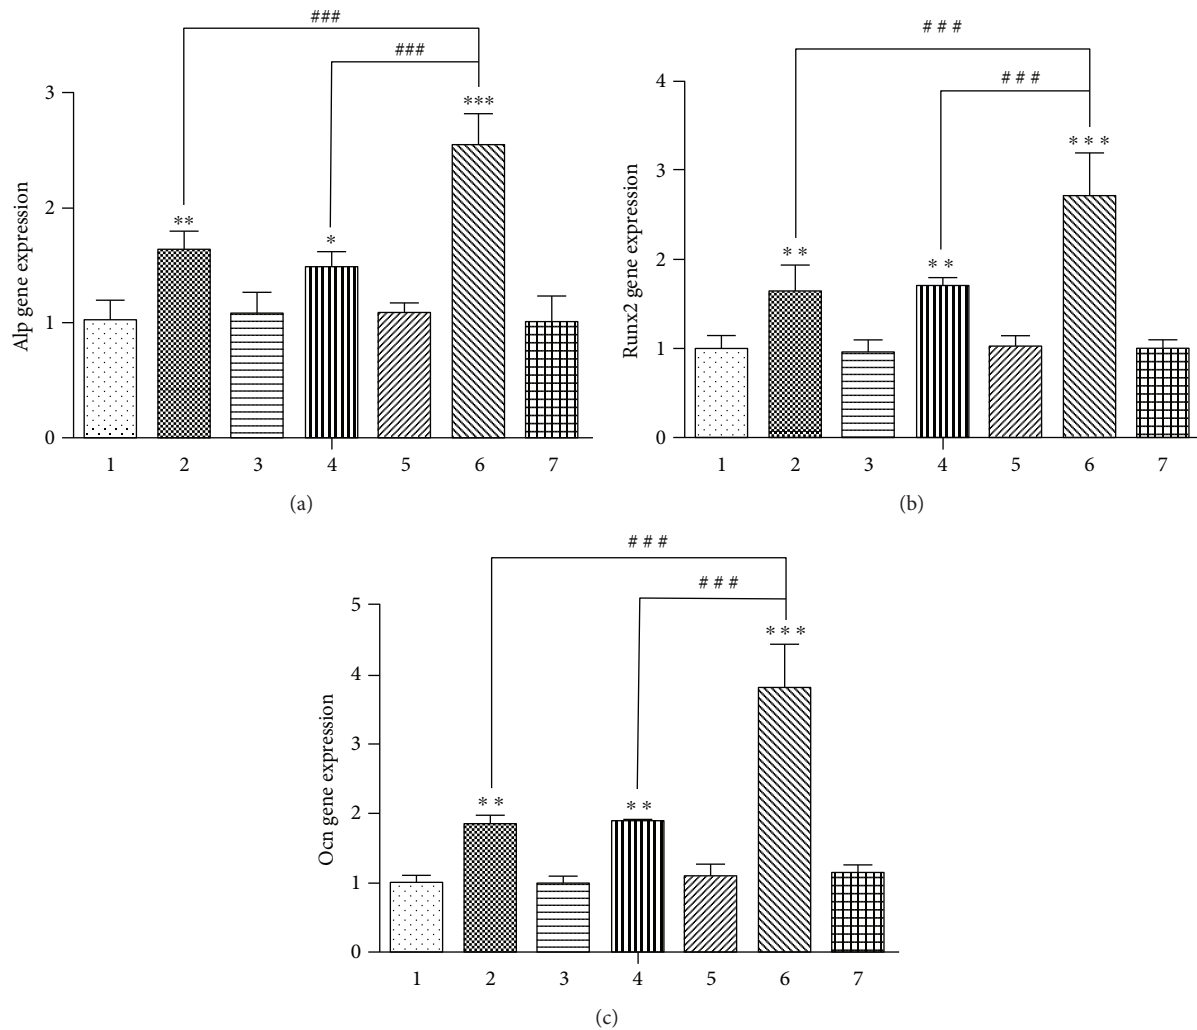 ###
###
3
2
1
0
Alp gene expression
**
*
***
1 2 3 4 5 6 7
(a)
# # #
# # #
4
3
2
1
0
Runx2 gene expression
* *
* *
* * *
1 2 3 4 5 6 7
(b)
# # #
# # #
5
4
3
2
1
0
Ocn gene expression
* *
* *
* * *
1 2 3 4 5 6 7
(c)